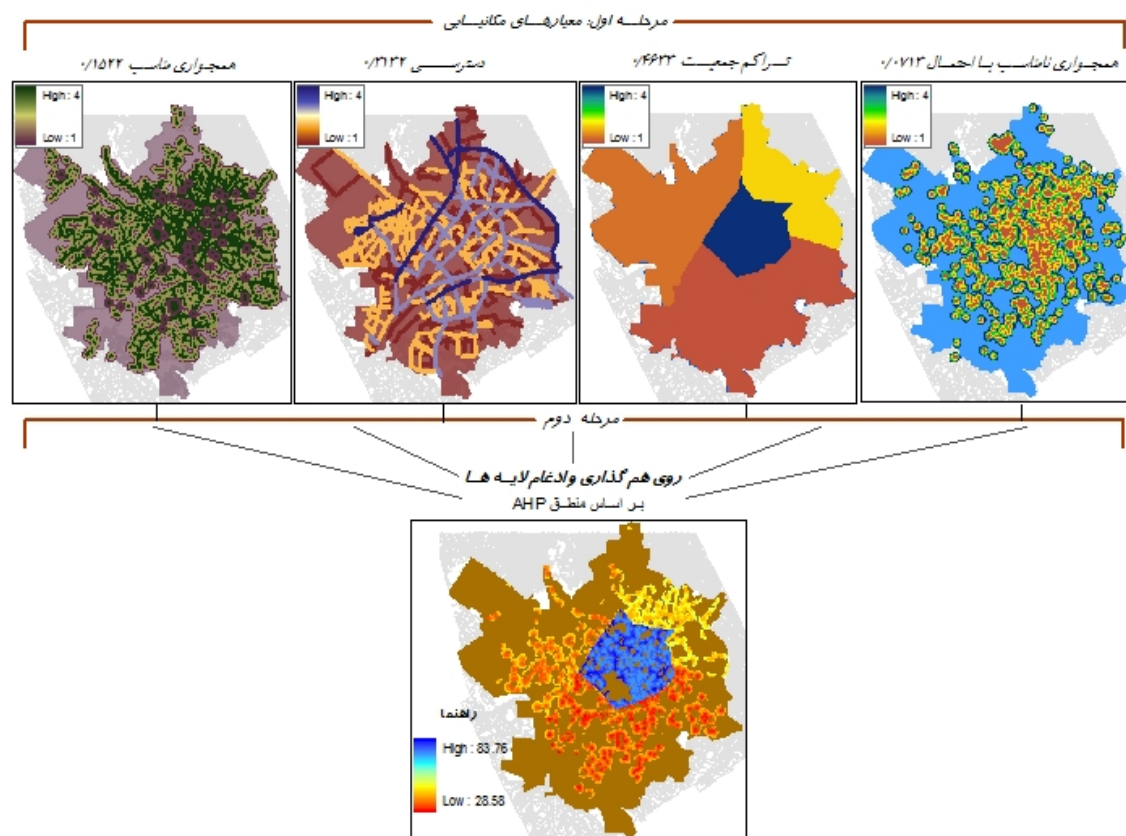 مرحله اول: معیارهای مکانیابی
همجواری نامناسب با احتمال ۰/۰۷۱۳
تراکم جمعیت ۰/۴۶۳۳
دسترسی ۰/۳۱۳۲
همجواری مناسب ۰/۱۵۲۲
High : 4
Low : 1
High : 4
Low : 1
High : 4
Low : 1
High : 4
Low : 1
مرحله دوم
روی هم گذاری و ادغام لایه ها
بر اساس منطق AHP
راهنما
High : 83.76
Low : 28.58